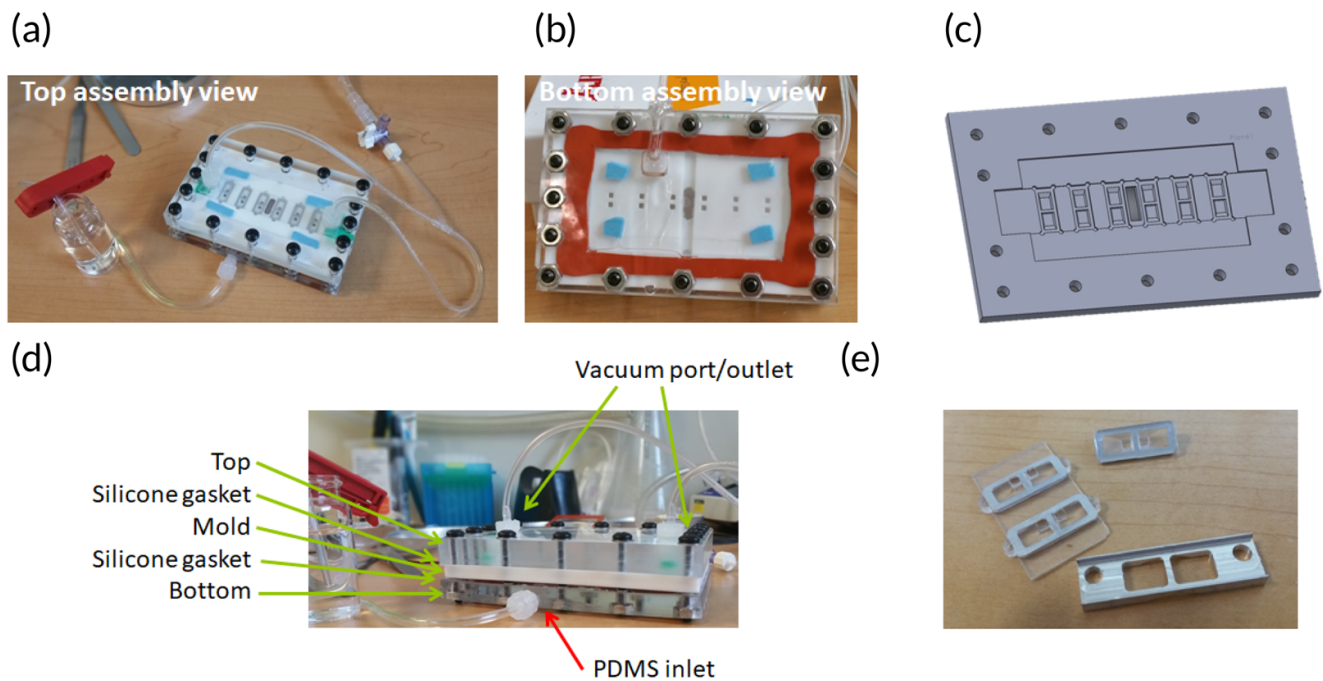 (a)
(b)
(c)
Top assembly view
Bottom assembly view
(d)
(e)
Vacuum port/outlet
Top
Silicone gasket
Mold
Silicone gasket
Bottom
PDMS inlet